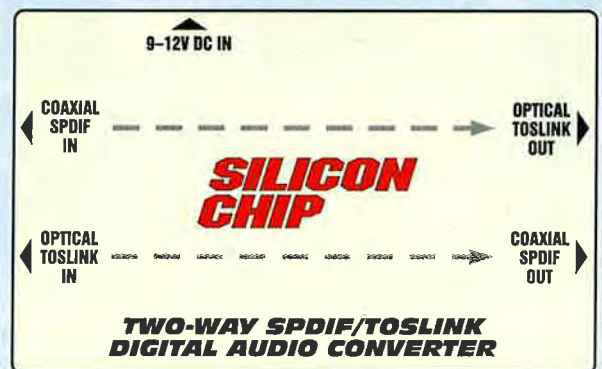 9–12V DC IN
COAXIAL
SPDIF
IN
OPTICAL
TOSLINK
OUT
SILICON
CHIP
OPTICAL
TOSLINK
IN
COAXIAL
SPDIF
OUT
TWO-WAY SPDIF/TOSLINK
DIGITAL AUDIO CONVERTER